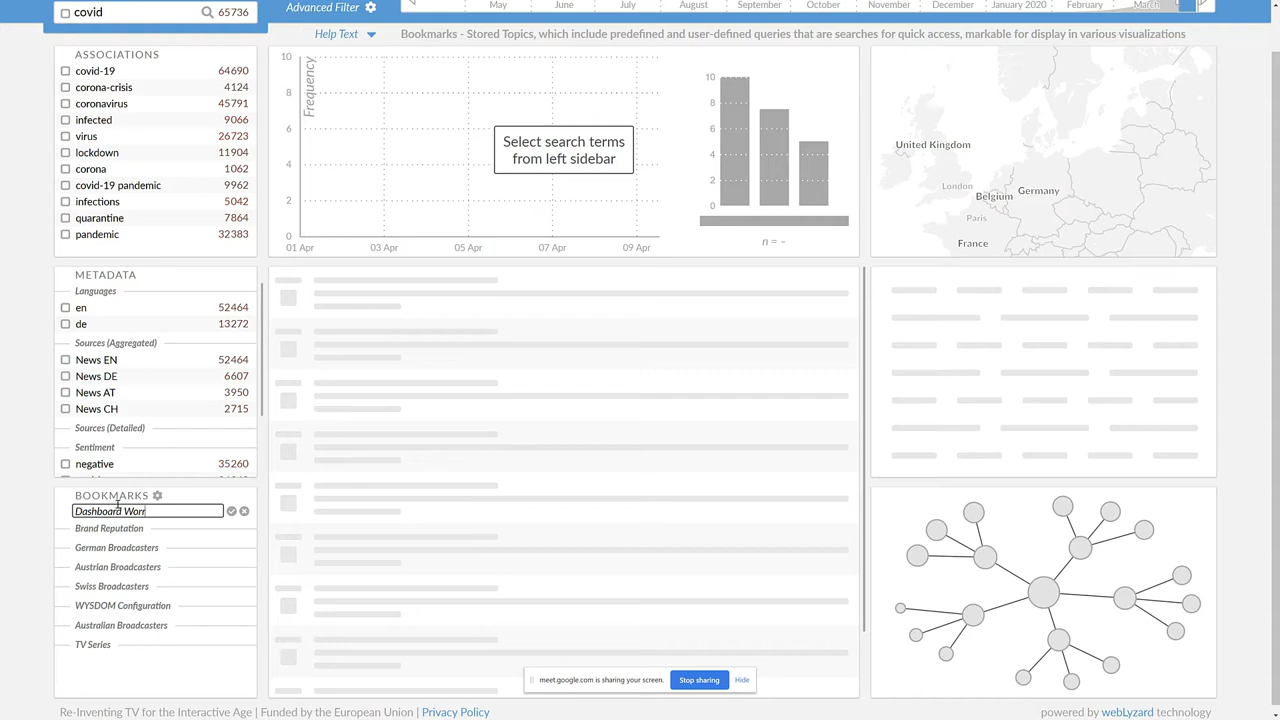 covid 65736
Advanced Filter
May June July August September October November December January 2020 February March
Help Text
Bookmarks - Stored Topics, which include predefined and user-defined queries that are searches for quick access, markable for display in various visualizations
ASSOCIATIONS
covid-19 64690
corona-crisis 4124
coronavirus 45791
infected 9066
virus 26723
lockdown 11904
corona 1062
covid-19 pandemic 9962
infections 5042
quarantine 7864
pandemic 32383
Frequency
10
8
6
4
2
0
01 Apr 03 Apr 05 Apr 07 Apr 09 Apr
Select search terms
from left sidebar
10
8
6
4
2
0
n = –
United Kingdom
London
Belgium
Germany
Paris
France
METADATA
Languages
en 52464
de 13272
Sources (Aggregated)
News EN 52464
News DE 6607
News AT 3950
News CH 2715
Sources (Detailed)
Sentiment
negative 35260
BOOKMARKS
Dashboard Worr
Brand Reputation
German Broadcasters
Austrian Broadcasters
Swiss Broadcasters
WYSDOM Configuration
Australian Broadcasters
TV Series
meet.google.com is sharing your screen. Stop sharing Hide
Re-Inventing TV for the Interactive Age | Funded by the European Union | Privacy Policy
powered by webLyzard technology